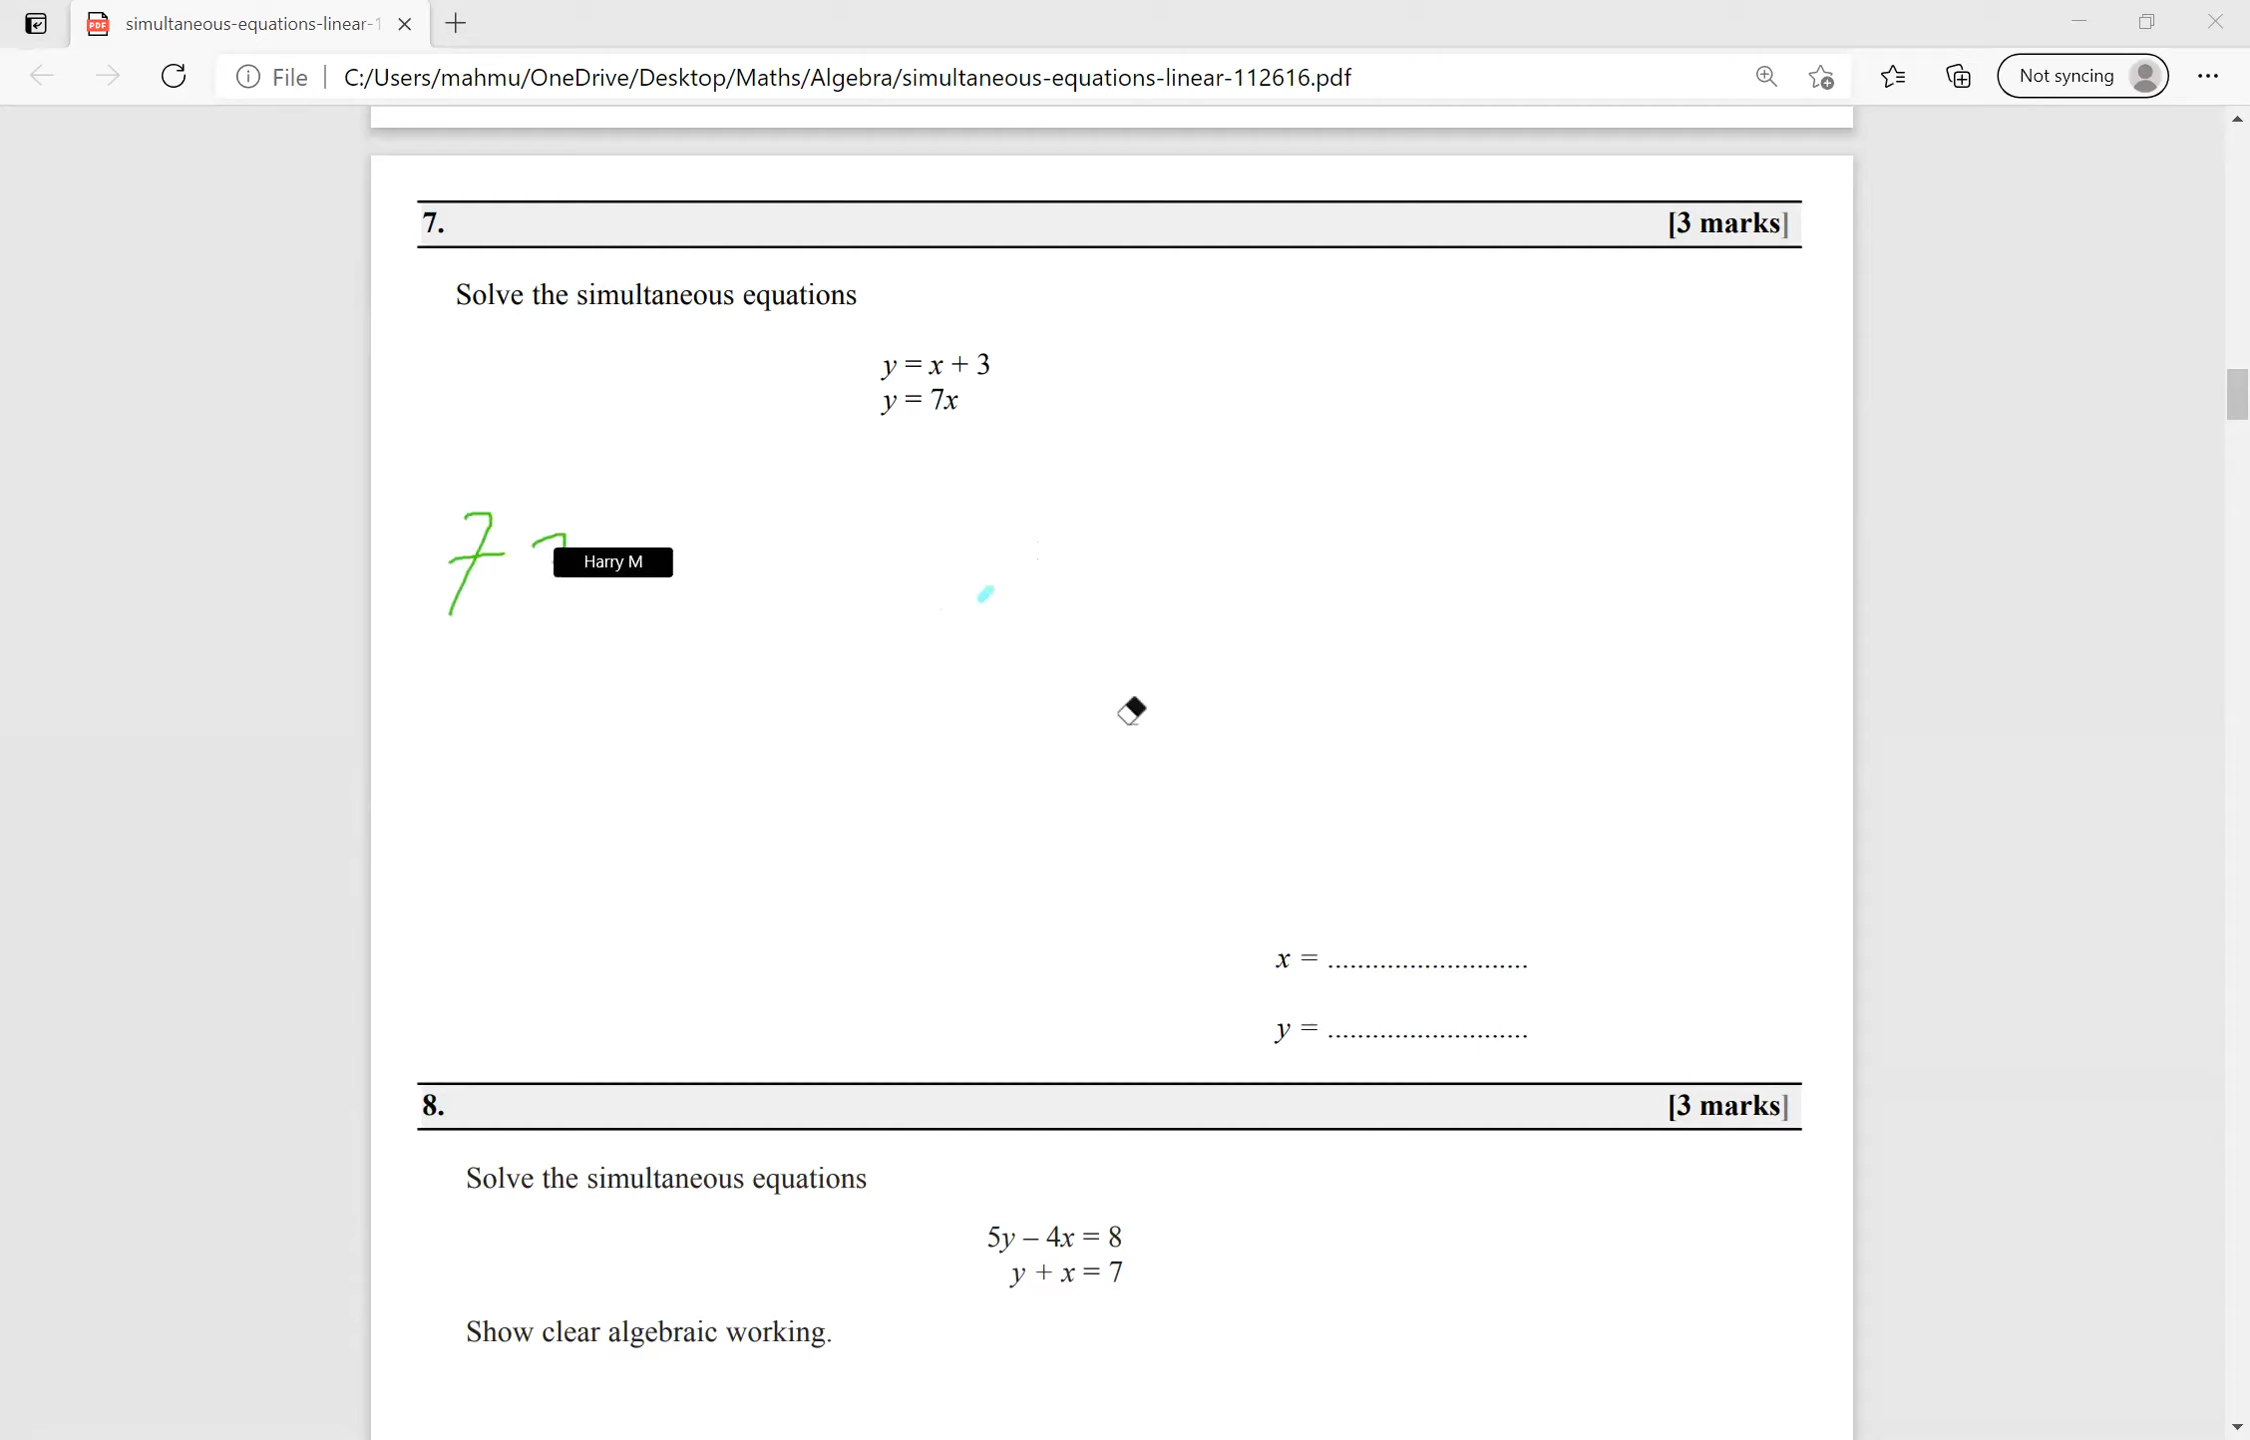 simultaneous-equations-linear-1
File | C:/Users/mahmu/OneDrive/Desktop/Maths/Algebra/simultaneous-equations-linear-112616.pdf
Not syncing
7. [3 marks]
Solve the simultaneous equations
y = x + 3
y = 7x
7
Harry M
x = ...........................
y = ...........................
8. [3 marks]
Solve the simultaneous equations
5y – 4x = 8
y + x = 7
Show clear algebraic working.